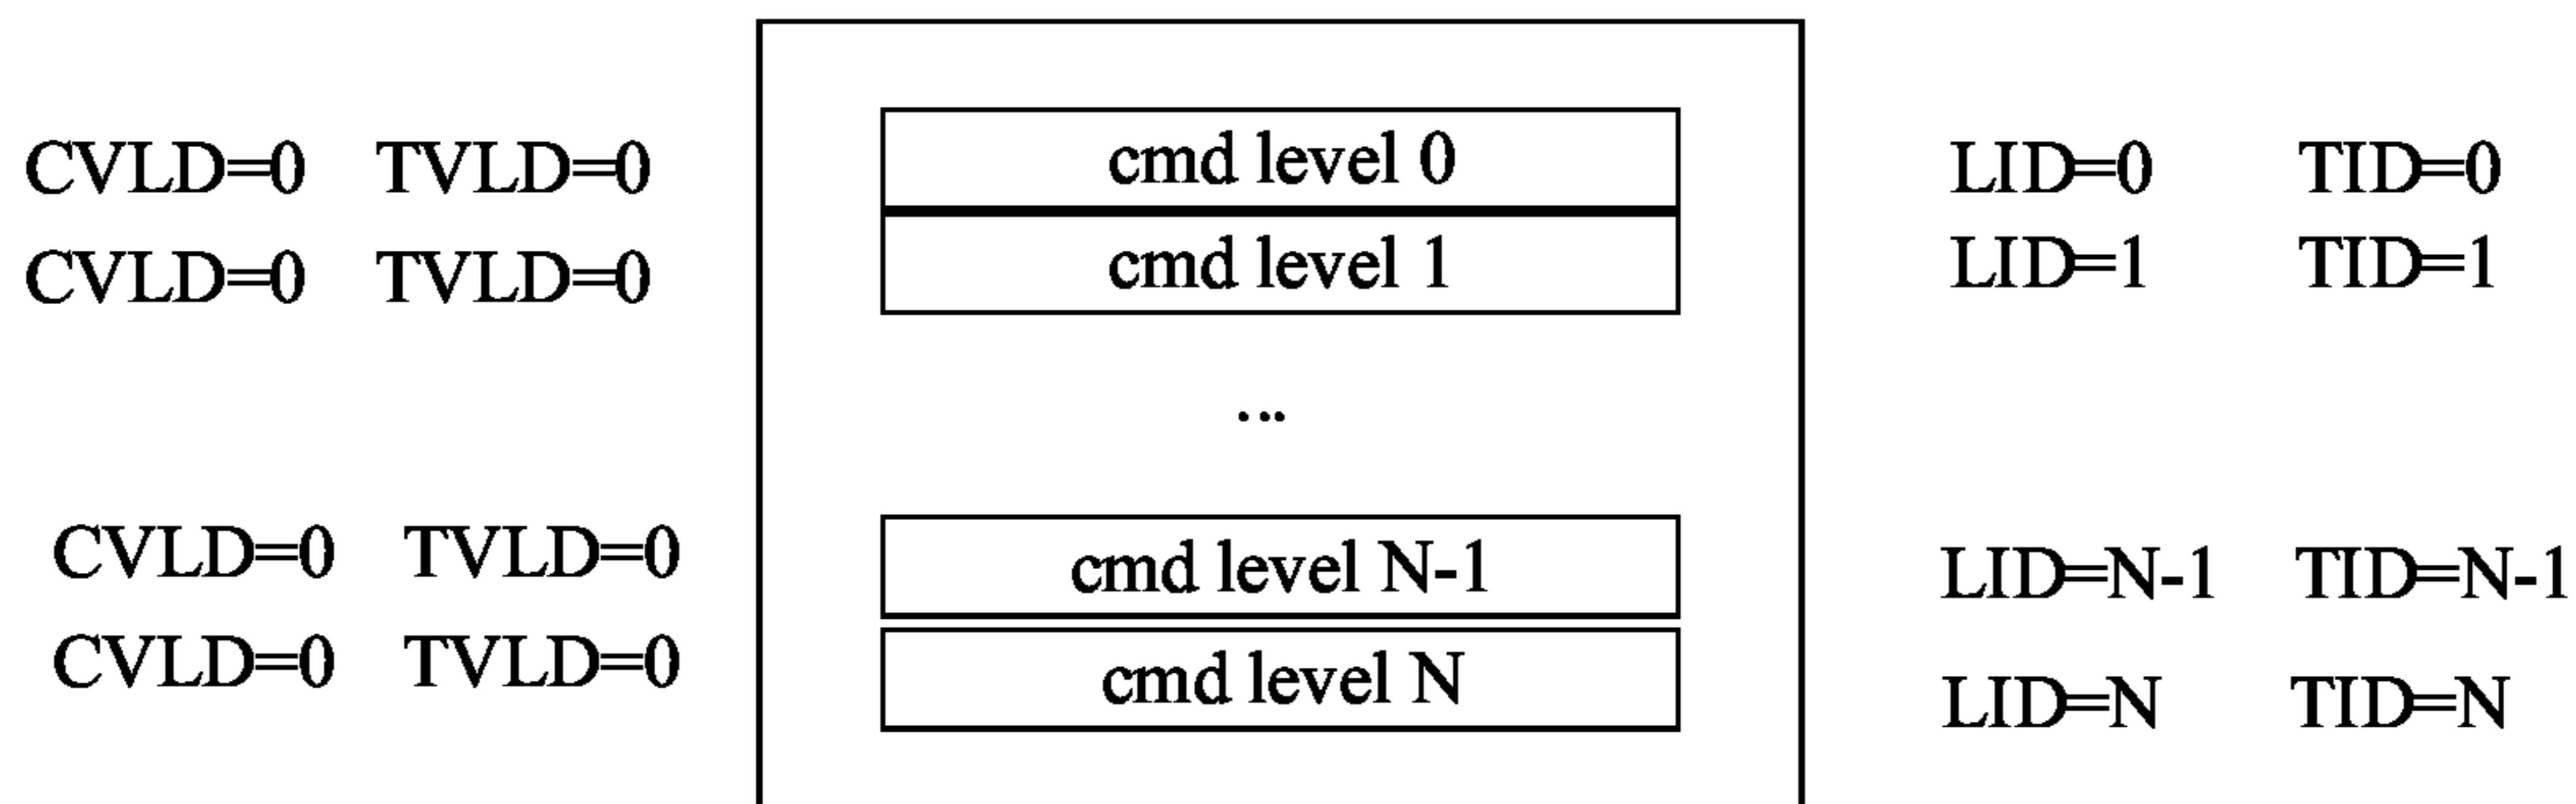 CVLD=0 TVLD=0 cmd level 0 LID=0 TID=0
CVLD=0 TVLD=0 cmd level 1 LID=1 TID=1
...
CVLD=0 TVLD=0 cmd level N-1 LID=N-1 TID=N-1
CVLD=0 TVLD=0 cmd level N LID=N TID=N